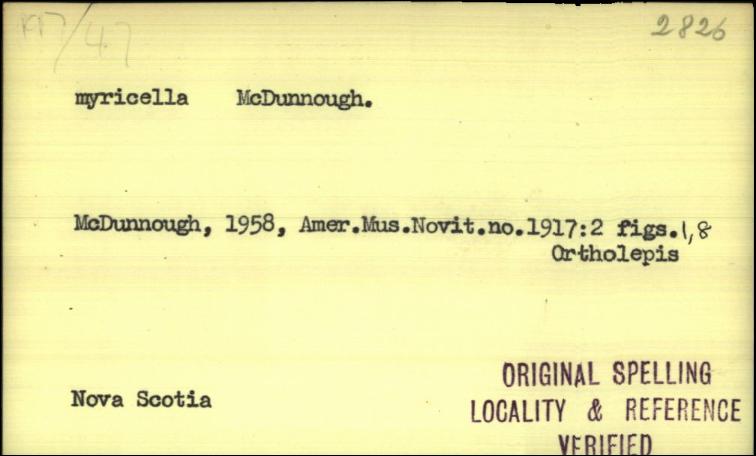 2826
myricella McDunnough.
McDunnough, 1958, Amer.Mus.Novit.no.1917:2 figs.1,8
Ortholepis
Nova Scotia
ORIGINAL SPELLING
LOCALITY & REFERENCE
VERIFIED